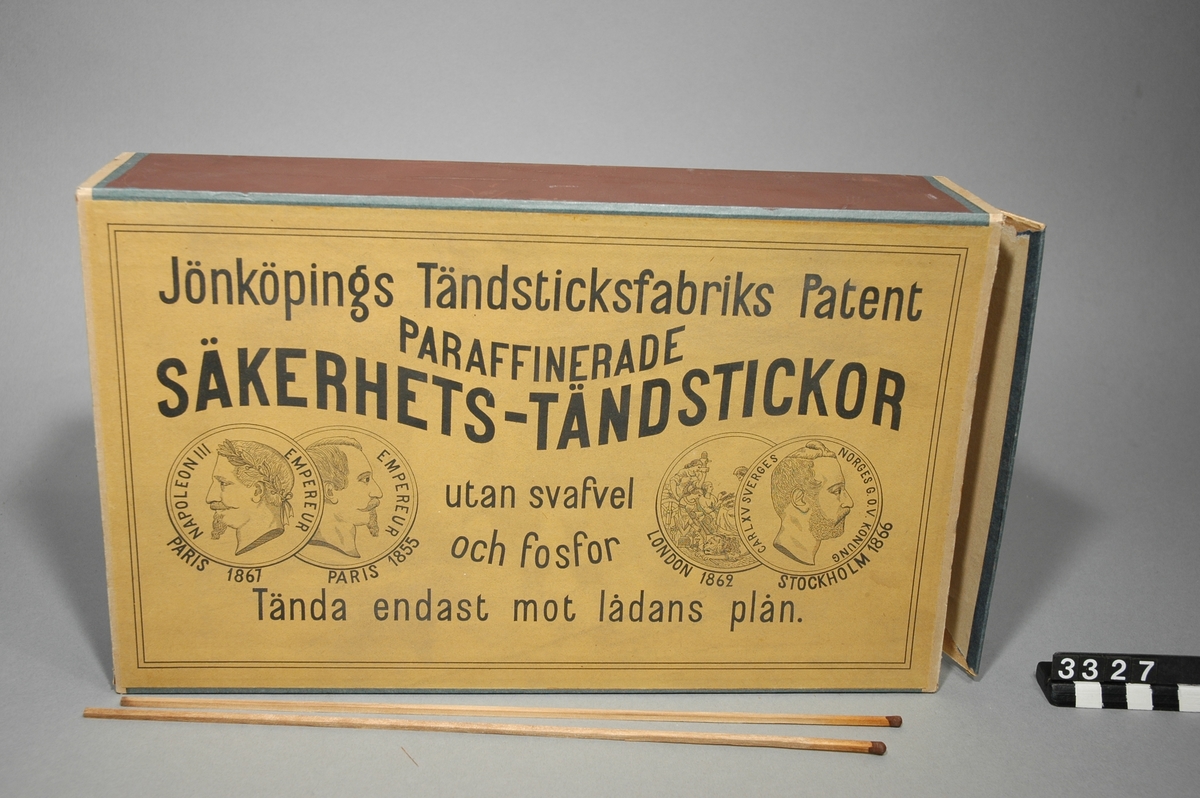 Jönköpings Tändsticksfabriks Patent
PARAFFINERADE
SÄKERHETS-TÄNDSTICKOR
NAPOLEON III EMPEREUR
EMPEREUR
PARIS 1867
PARIS 1855
utan svafvel
och fosfor
CARL XV SVERGES NORGES G.O.V. KONUNG
LONDON 1862
STOCKHOLM 1866
Tända endast mot lådans plån.
3327